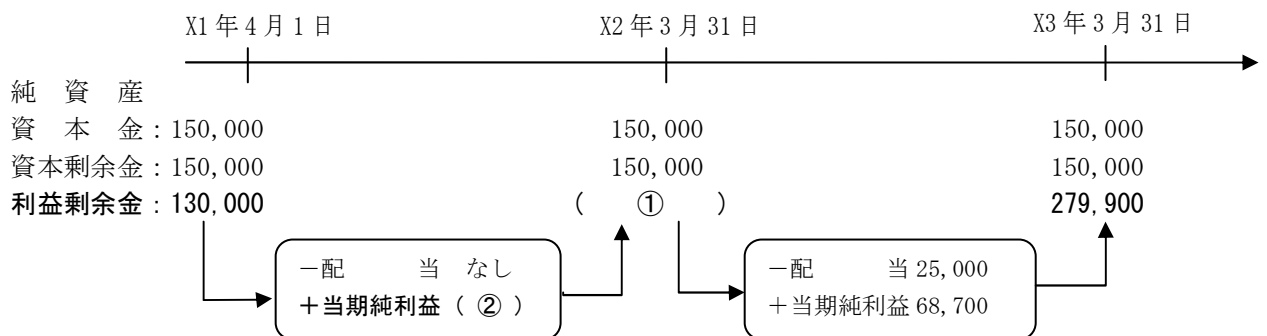 X1年4月1日 X2年3月31日 X3年3月31日
純 資 産
資 本 金：150,000 150,000 150,000
資本剰余金：150,000 150,000 150,000
利益剰余金：130,000 （ ① ） 279,900
－配 当 なし －配 当 25,000
＋当期純利益（ ② ） ＋当期純利益 68,700